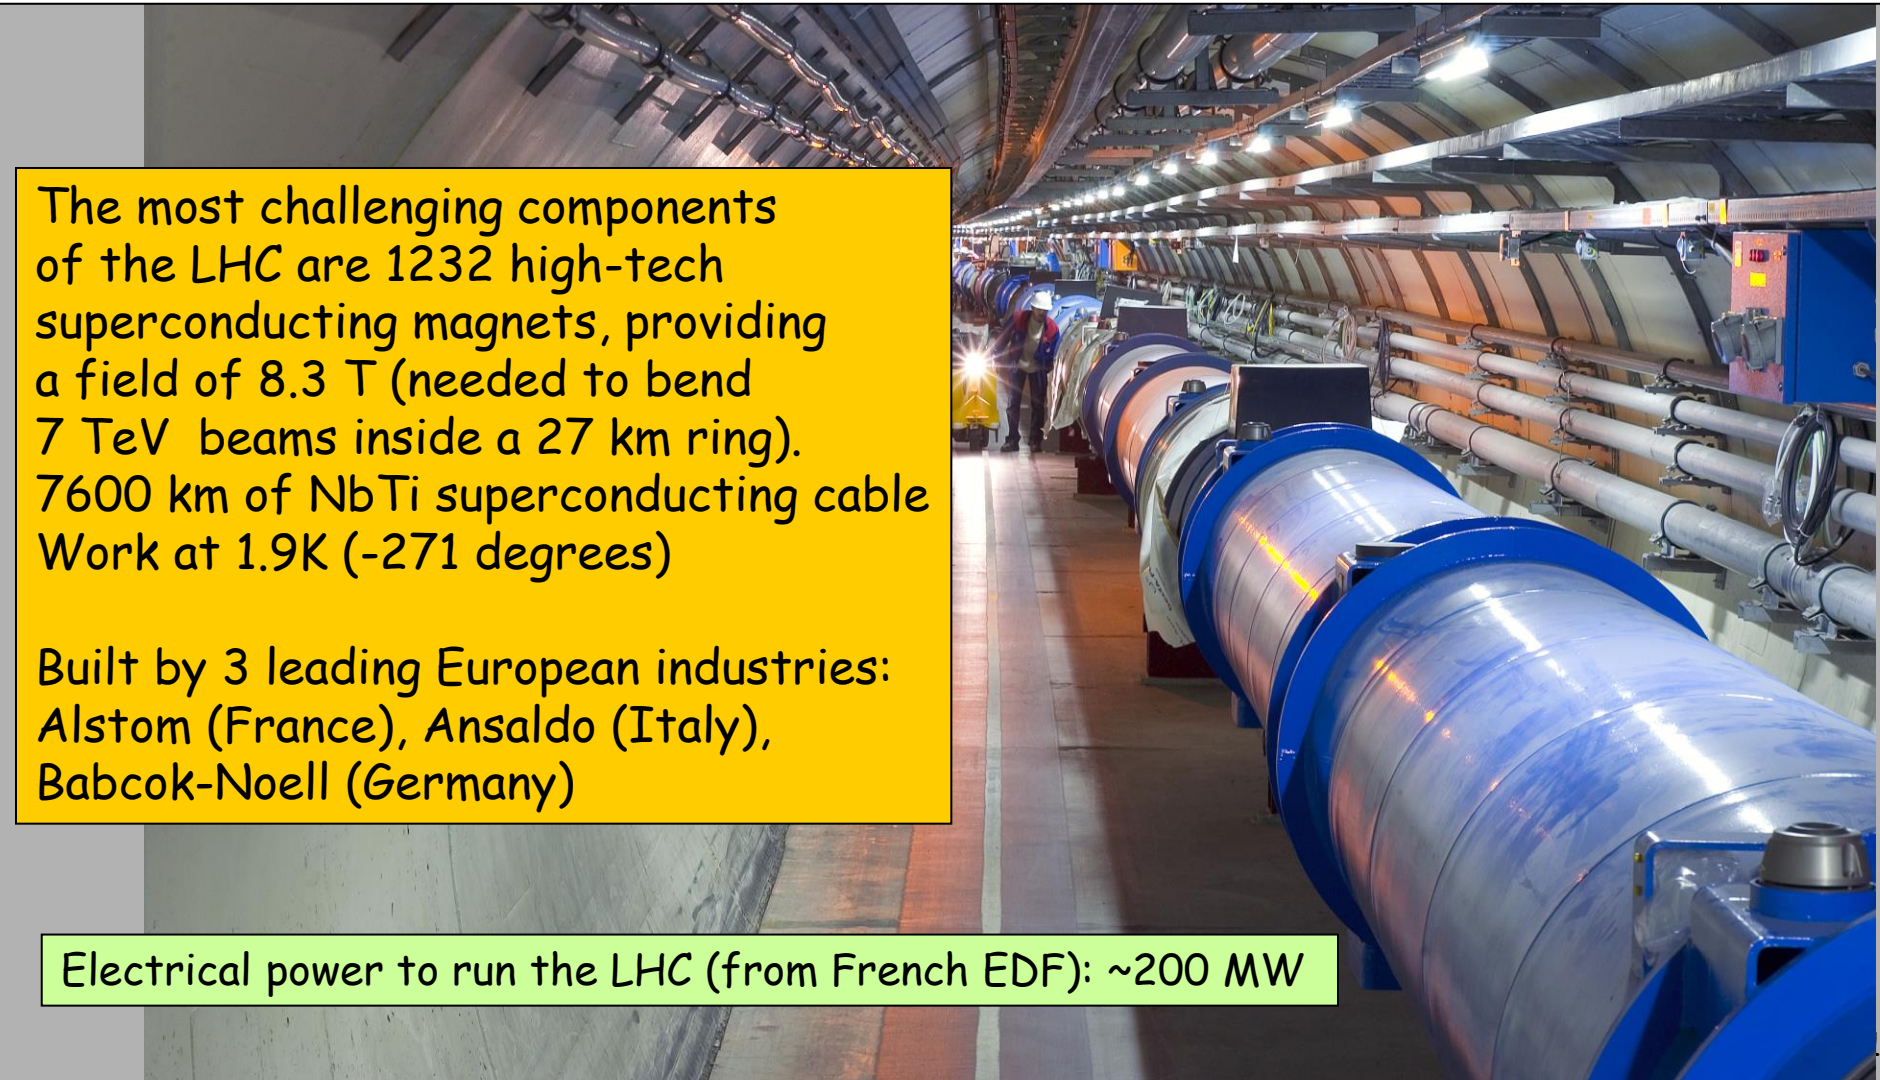 The most challenging components
of the LHC are 1232 high-tech
superconducting magnets, providing
a field of 8.3 T (needed to bend
7 TeV  beams inside a 27 km ring).
7600 km of NbTi superconducting cable
Work at 1.9K (-271 degrees)
Built by 3 leading European industries:
Alstom (France), Ansaldo (Italy),
Babcok-Noell (Germany)
Electrical power to run the LHC (from French EDF): ~200 MW